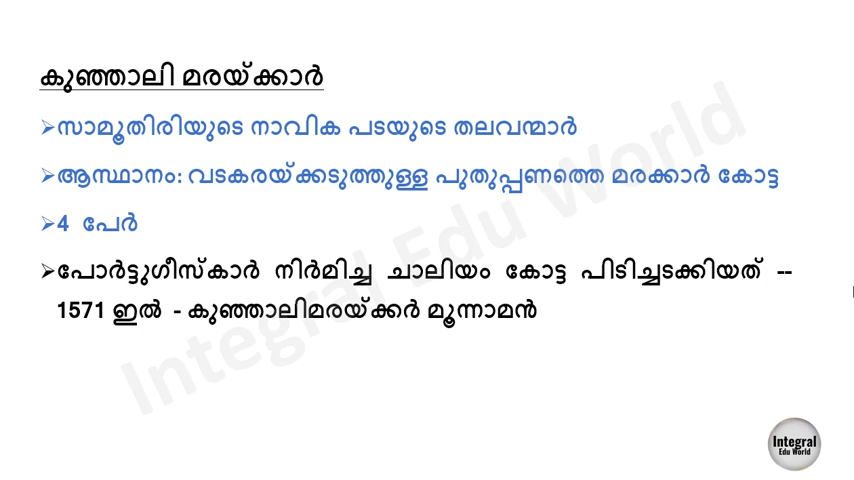 കുഞ്ഞാലി മരയ്ക്കാർ
➢സാമൂതിരിയുടെ നാവിക പടയുടെ തലവന്മാർ
➢ആസ്ഥാനം: വടകരയ്ക്കടുത്തുള്ള പുതുപ്പണത്തെ മരക്കാർ കോട്ട
➢4 പേർ
➢പോർട്ടുഗീസ്കാർ നിർമിച്ച ചാലിയം കോട്ട പിടിച്ചടക്കിയത് --
1571 ഇൽ - കുഞ്ഞാലിമരയ്ക്കർ മൂന്നാമൻ
Integral Edu World
Integral
Edu World